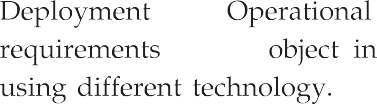 Deployment Operational
requirements object in
using different technology.